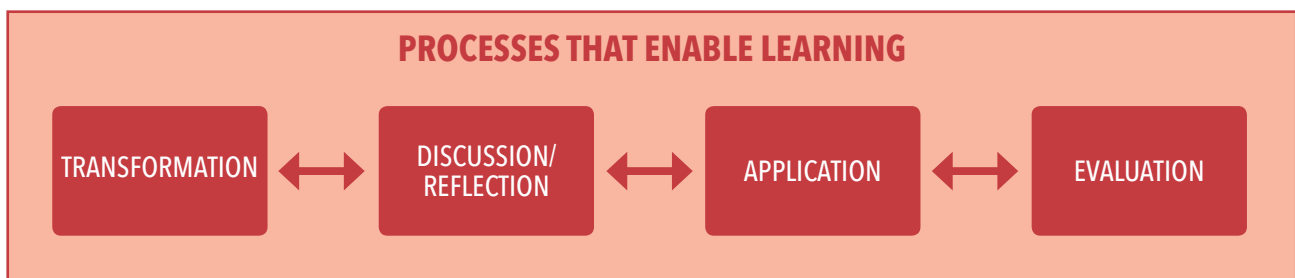 PROCESSES THAT ENABLE LEARNING
TRANSFORMATION
DISCUSSION/
REFLECTION
APPLICATION
EVALUATION